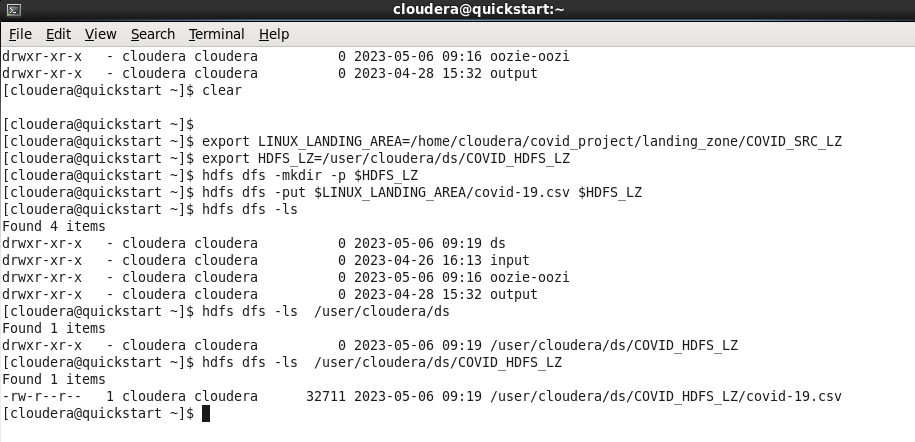 cloudera@quickstart:~
File Edit View Search Terminal Help
drwxr-xr-x   - cloudera cloudera          0 2023-05-06 09:16 oozie-oozi
drwxr-xr-x   - cloudera cloudera          0 2023-04-28 15:32 output
[cloudera@quickstart ~]$ clear
[cloudera@quickstart ~]$
[cloudera@quickstart ~]$ export LINUX_LANDING_AREA=/home/cloudera/covid_project/landing_zone/COVID_SRC_LZ
[cloudera@quickstart ~]$ export HDFS_LZ=/user/cloudera/ds/COVID_HDFS_LZ
[cloudera@quickstart ~]$ hdfs dfs -mkdir -p $HDFS_LZ
[cloudera@quickstart ~]$ hdfs dfs -put $LINUX_LANDING_AREA/covid-19.csv $HDFS_LZ
[cloudera@quickstart ~]$ hdfs dfs -ls
Found 4 items
drwxr-xr-x   - cloudera cloudera          0 2023-05-06 09:19 ds
drwxr-xr-x   - cloudera cloudera          0 2023-04-26 16:13 input
drwxr-xr-x   - cloudera cloudera          0 2023-05-06 09:16 oozie-oozi
drwxr-xr-x   - cloudera cloudera          0 2023-04-28 15:32 output
[cloudera@quickstart ~]$ hdfs dfs -ls  /user/cloudera/ds
Found 1 items
drwxr-xr-x   - cloudera cloudera          0 2023-05-06 09:19 /user/cloudera/ds/COVID_HDFS_LZ
[cloudera@quickstart ~]$ hdfs dfs -ls  /user/cloudera/ds/COVID_HDFS_LZ
Found 1 items
-rw-r--r--   1 cloudera cloudera      32711 2023-05-06 09:19 /user/cloudera/ds/COVID_HDFS_LZ/covid-19.csv
[cloudera@quickstart ~]$